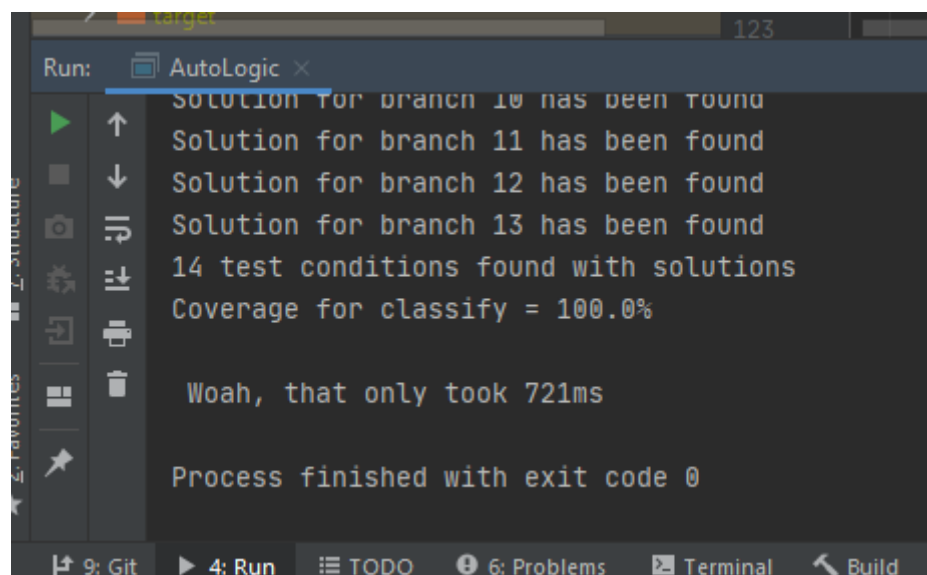 target
123
Run: AutoLogic
Solution for branch 10 has been found
Solution for branch 11 has been found
Solution for branch 12 has been found
Solution for branch 13 has been found
14 test conditions found with solutions
Coverage for classify = 100.0%
Woah, that only took 721ms
Process finished with exit code 0
Z: Structure
2: Favorites
9: Git 4: Run TODO 6: Problems Terminal Build